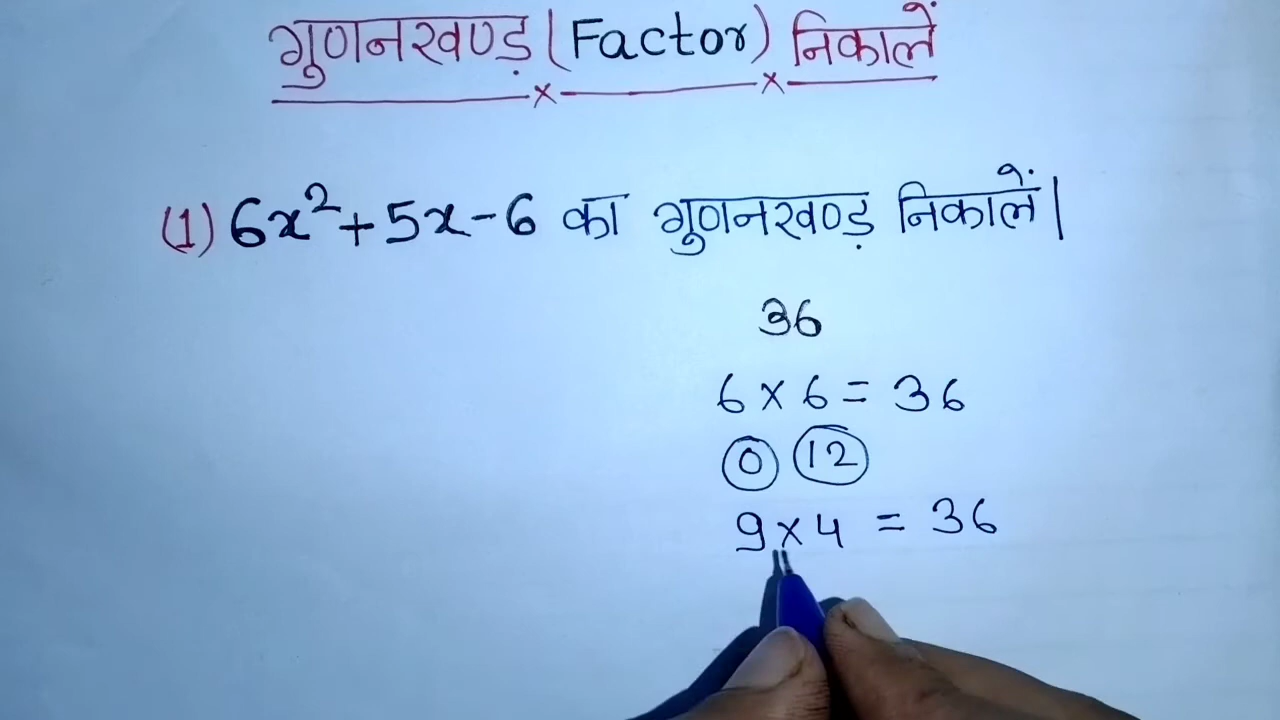 गुणनखण्ड़ (Factor) निकालें
(1) 6x²+5x-6 का गुणनखण्ड़ निकालें|
36
6 x 6 = 36
0 12
9 x 4 = 36